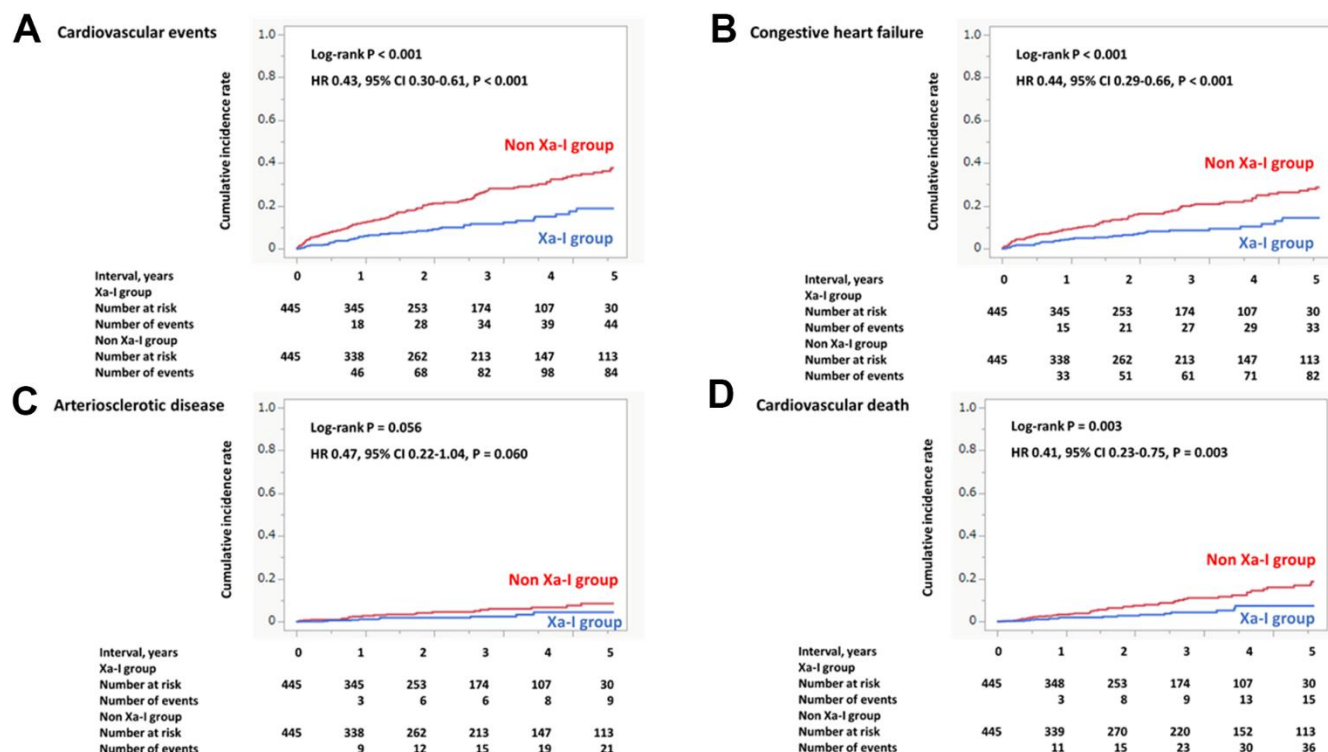 A Cardiovascular events
Cumulative incidence rate
1.0
0.8
0.6
0.4
0.2
0
Log-rank P < 0.001
HR 0.43, 95% CI 0.30-0.61, P < 0.001
Non Xa-I group
Xa-I group
Interval, years 0 1 2 3 4 5
Xa-I group
Number at risk 445 345 253 174 107 30
Number of events 18 28 34 39 44
Non Xa-I group
Number at risk 445 338 262 213 147 113
Number of events 46 68 82 98 84
B Congestive heart failure
Cumulative incidence rate
1.0
0.8
0.6
0.4
0.2
0
Log-rank P < 0.001
HR 0.44, 95% CI 0.29-0.66, P < 0.001
Non Xa-I group
Xa-I group
Interval, years 0 1 2 3 4 5
Xa-I group
Number at risk 445 345 253 174 107 30
Number of events 15 21 27 29 33
Non Xa-I group
Number at risk 445 338 262 213 147 113
Number of events 33 51 61 71 82
C Arteriosclerotic disease
Cumulative incidence rate
1.0
0.8
0.6
0.4
0.2
0
Log-rank P = 0.056
HR 0.47, 95% CI 0.22-1.04, P = 0.060
Non Xa-I group
Xa-I group
Interval, years 0 1 2 3 4 5
Xa-I group
Number at risk 445 345 253 174 107 30
Number of events 3 6 6 8 9
Non Xa-I group
Number at risk 445 338 262 213 147 113
Number of events 9 12 15 19 21
D Cardiovascular death
Cumulative incidence rate
1.0
0.8
0.6
0.4
0.2
0
Log-rank P = 0.003
HR 0.41, 95% CI 0.23-0.75, P = 0.003
Non Xa-I group
Xa-I group
Interval, years 0 1 2 3 4 5
Xa-I group
Number at risk 445 348 253 174 107 30
Number of events 3 8 9 13 15
Non Xa-I group
Number at risk 445 339 270 220 152 113
Number of events 11 15 23 36